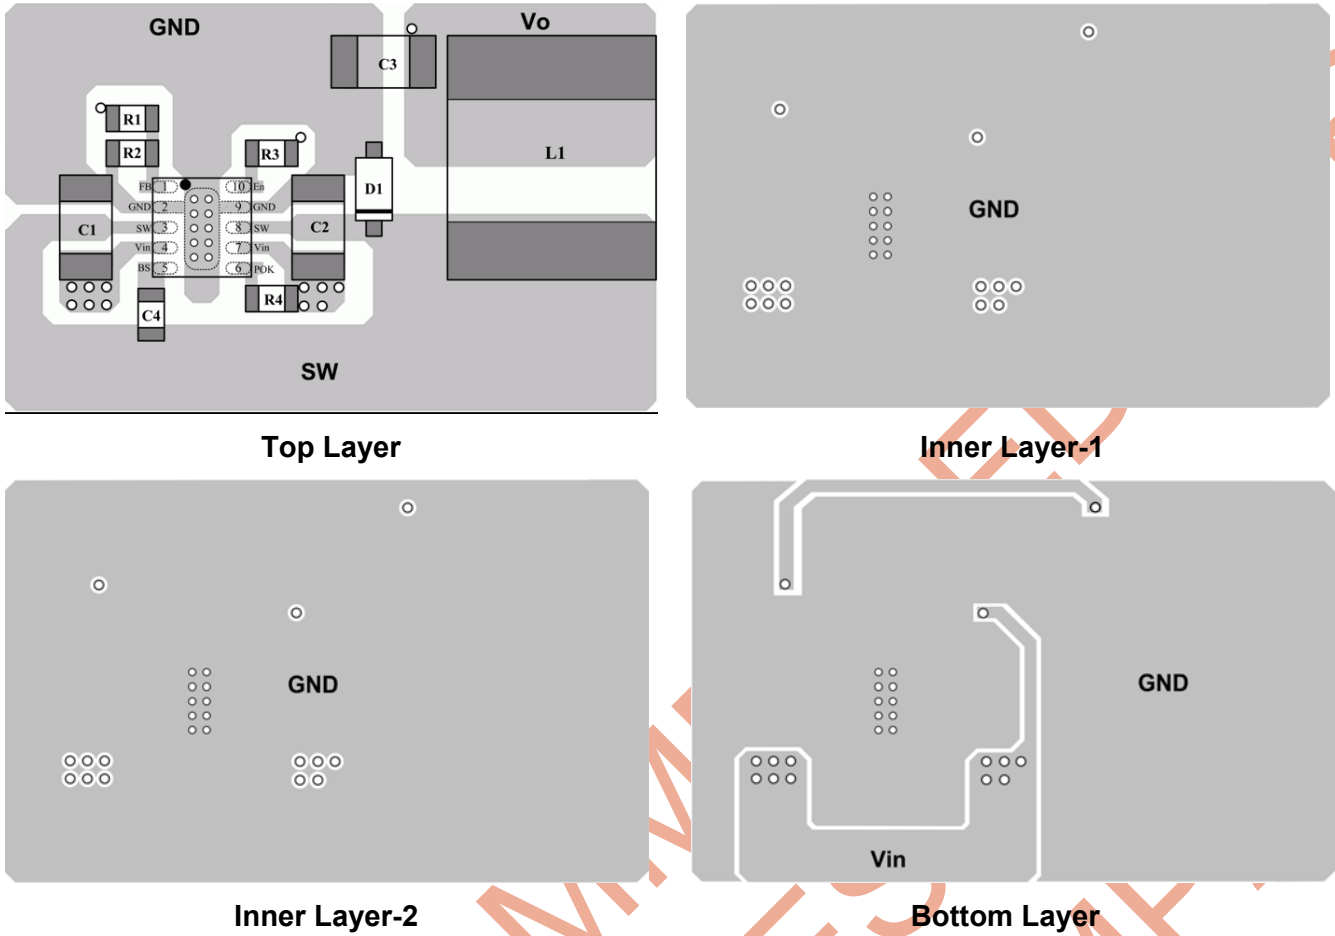 GND
Vo
C3
R1
R2
R3
L1
D1
FB 1
10 En
GND 2
9 GND
C1
SW 3
8 SW
C2
Vin 4
7 Vin
BS 5
6 POK
R4
C4
SW
Top Layer
GND
Inner Layer-1
GND
Inner Layer-2
GND
Vin
Bottom Layer